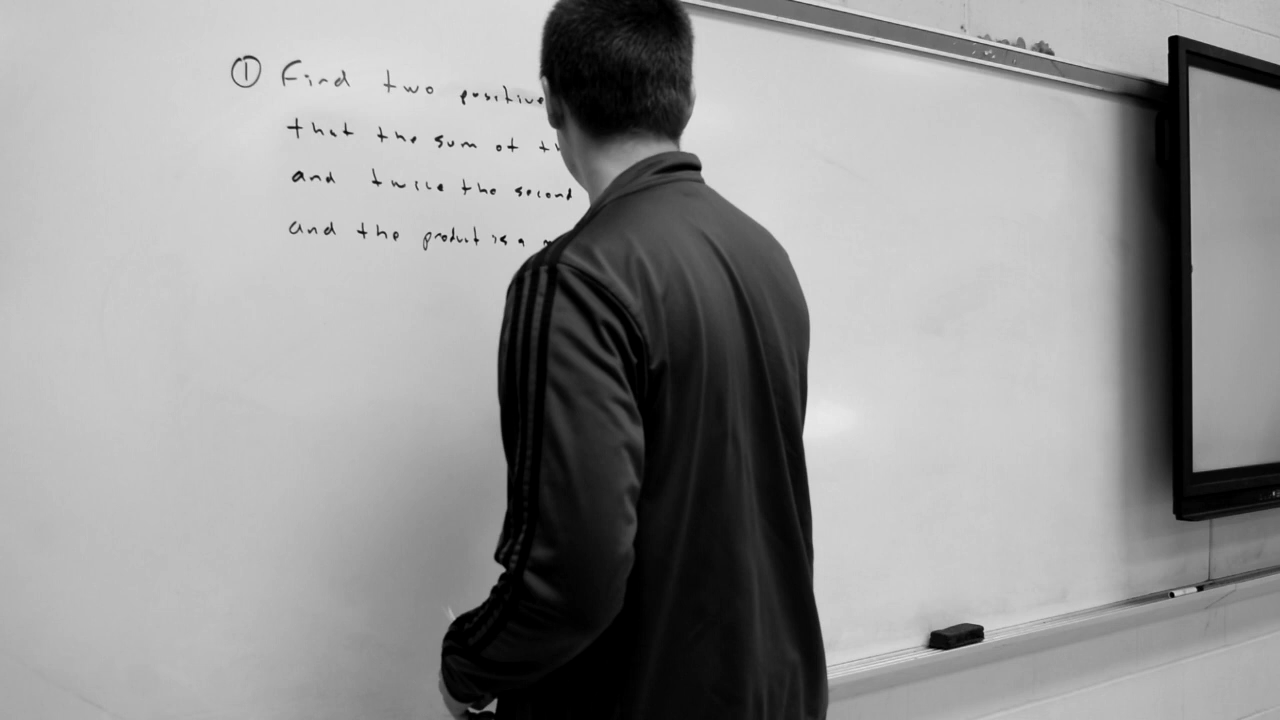 ① Find two positive
that the sum of
and twice the second
and the product is a